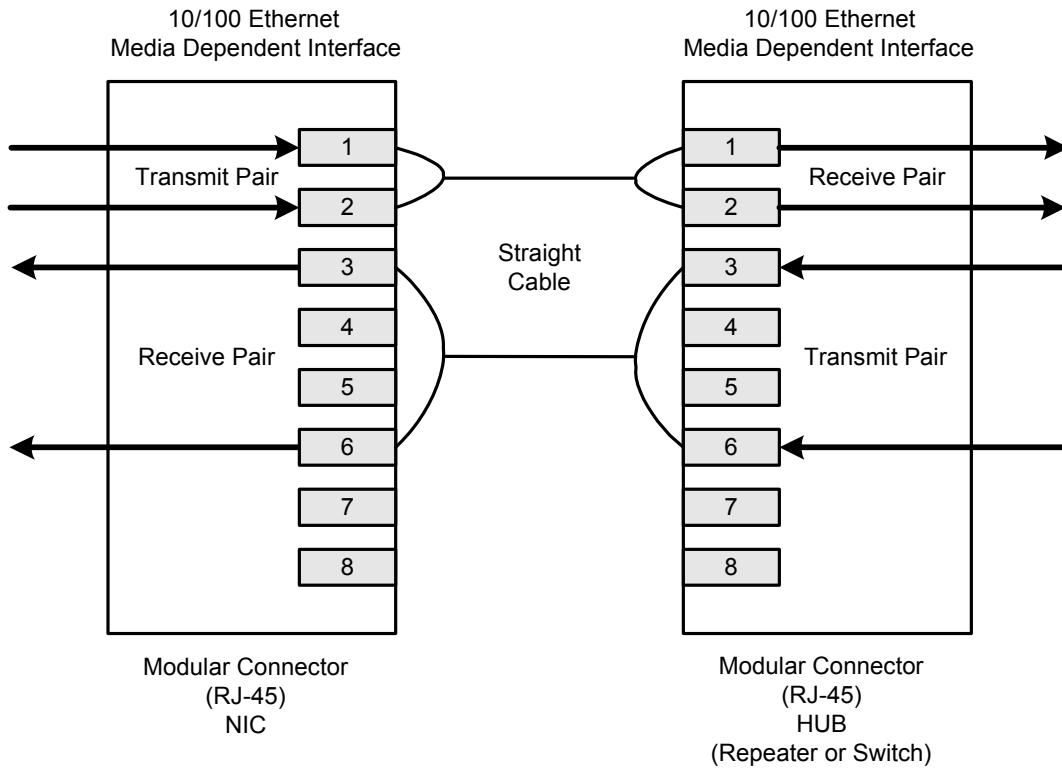 10/100 Ethernet
Media Dependent Interface
10/100 Ethernet
Media Dependent Interface
1
Transmit Pair
2
3
4
Receive Pair
5
6
7
8
Straight
Cable
1
Receive Pair
2
3
4
Transmit Pair
5
6
7
8
Modular Connector
(RJ-45)
NIC
Modular Connector
(RJ-45)
HUB
(Repeater or Switch)